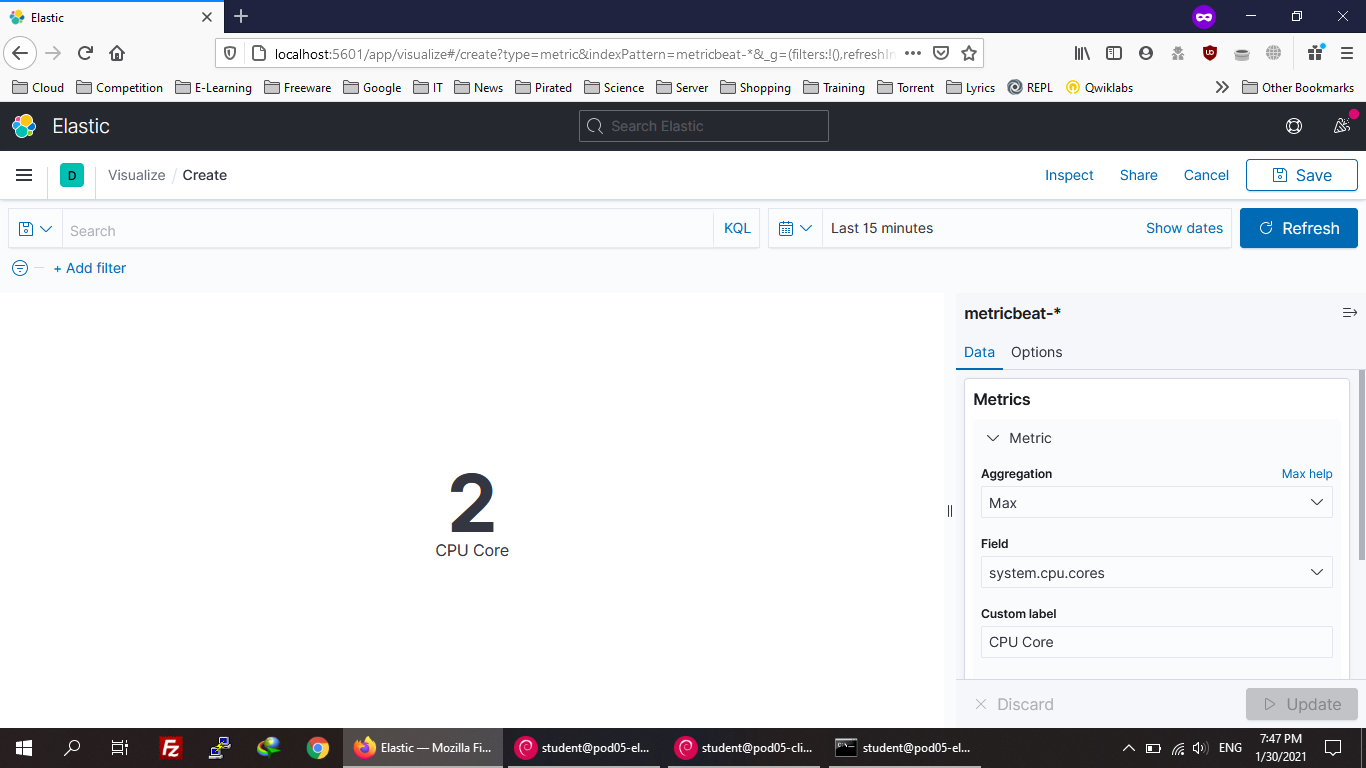 Elastic
localhost:5601/app/visualize#/create?type=metric&indexPattern=metricbeat-*&_g=(filters:!(),refreshIn
Cloud Competition E-Learning Freeware Google IT News Pirated Science Server Shopping Training Torrent Lyrics REPL Qwiklabs Other Bookmarks
Elastic Search Elastic
D Visualize / Create Inspect Share Cancel Save
Search KQL Last 15 minutes Show dates Refresh
+ Add filter
metricbeat-*
Data Options
Metrics
Metric
Aggregation Max help
Max
Field
system.cpu.cores
Custom label
CPU Core
2
CPU Core
Discard Update
Elastic — Mozilla Fi... student@pod05-el... student@pod05-cli... student@pod05-el... ENG 7:47 PM
1/30/2021